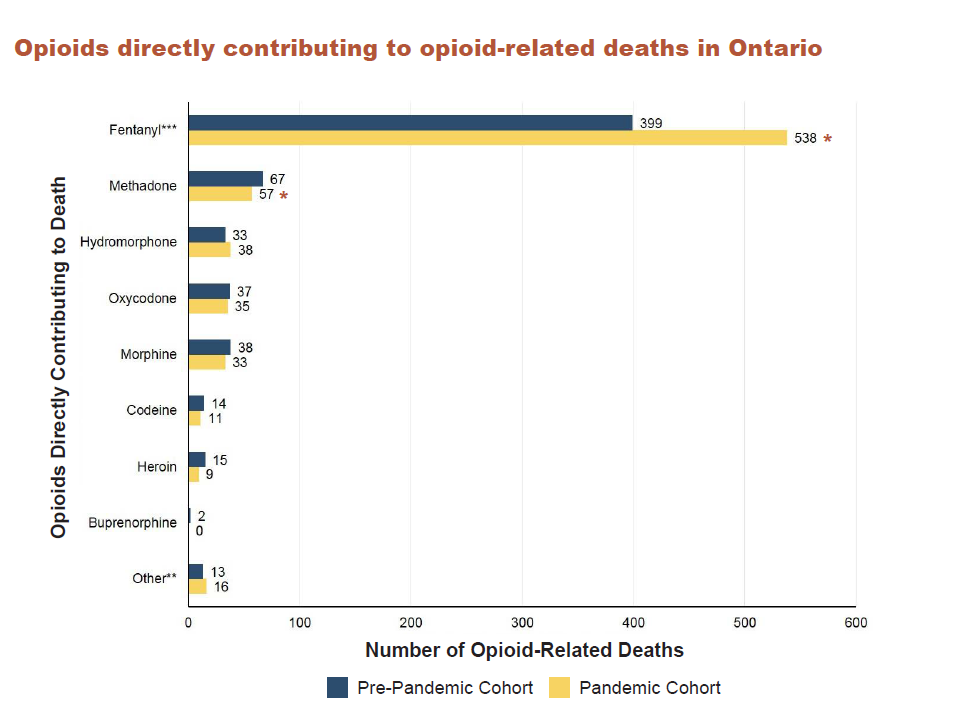 Opioids directly contributing to opioid-related deaths in Ontario
Opioids Directly Contributing to Death
Fentanyl***
399
538 *
Methadone
67
57 *
Hydromorphone
33
38
Oxycodone
37
35
Morphine
38
33
Codeine
14
11
Heroin
15
9
Buprenorphine
2
0
Other**
13
16
0 100 200 300 400 500 600
Number of Opioid-Related Deaths
Pre-Pandemic Cohort Pandemic Cohort